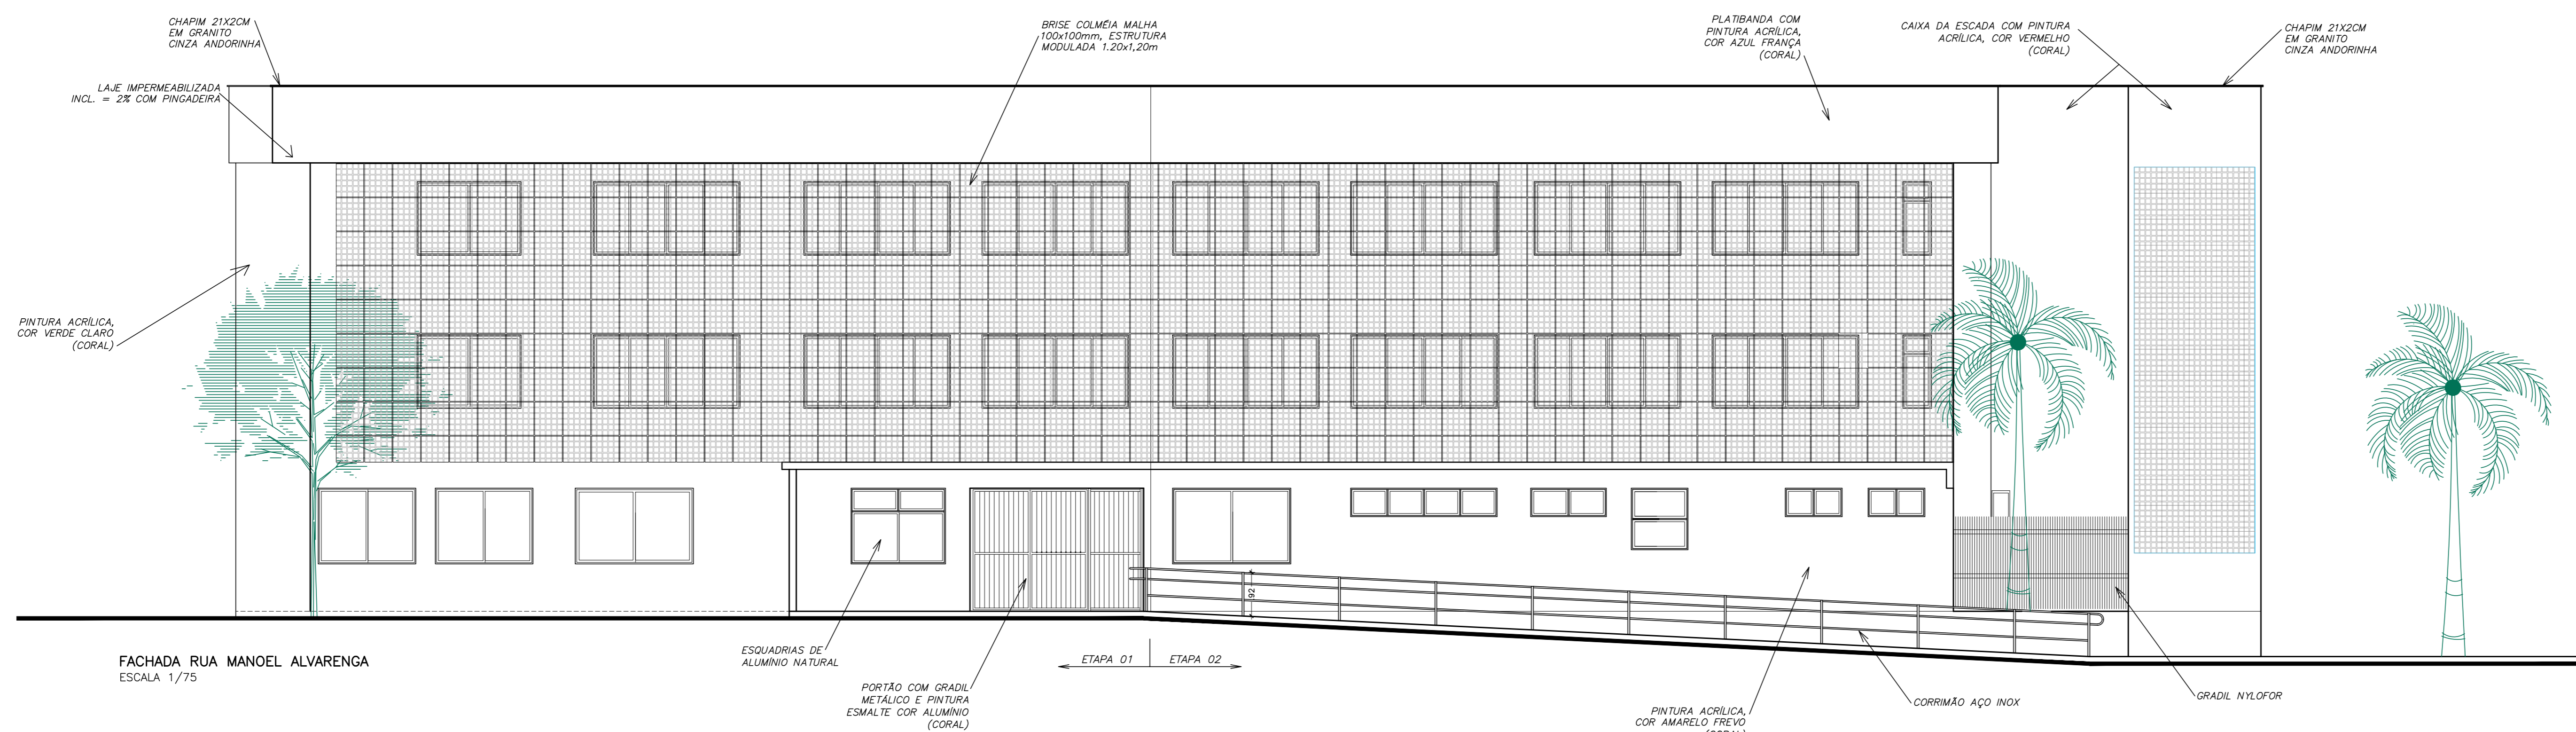 CHAPIM 21X2CM
EM GRANITO
CINZA ANDORINHA
BRISE COLMÉIA MALHA
100x100mm, ESTRUTURA
MODULADA 1.20x1,20m
PLATIBANDA COM
PINTURA ACRÍLICA,
COR AZUL FRANÇA
(CORAL)
CAIXA DA ESCADA COM PINTURA
ACRÍLICA, COR VERMELHO
(CORAL)
CHAPIM 21X2CM
EM GRANITO
CINZA ANDORINHA
LAJE IMPERMEABILIZADA
INCL. = 2% COM PINGADEIRA
PINTURA ACRÍLICA,
COR VERDE CLARO
(CORAL)
.92
FACHADA RUA MANOEL ALVARENGA
ESCALA 1/75
ESQUADRIAS DE
ALUMÍNIO NATURAL
ETAPA 01
ETAPA 02
PORTÃO COM GRADIL
METÁLICO E PINTURA
ESMALTE COR ALUMÍNIO
(CORAL)
PINTURA ACRÍLICA,
COR AMARELO FREVO
(CORAL)
CORRIMÃO AÇO INOX
GRADIL NYLOFOR